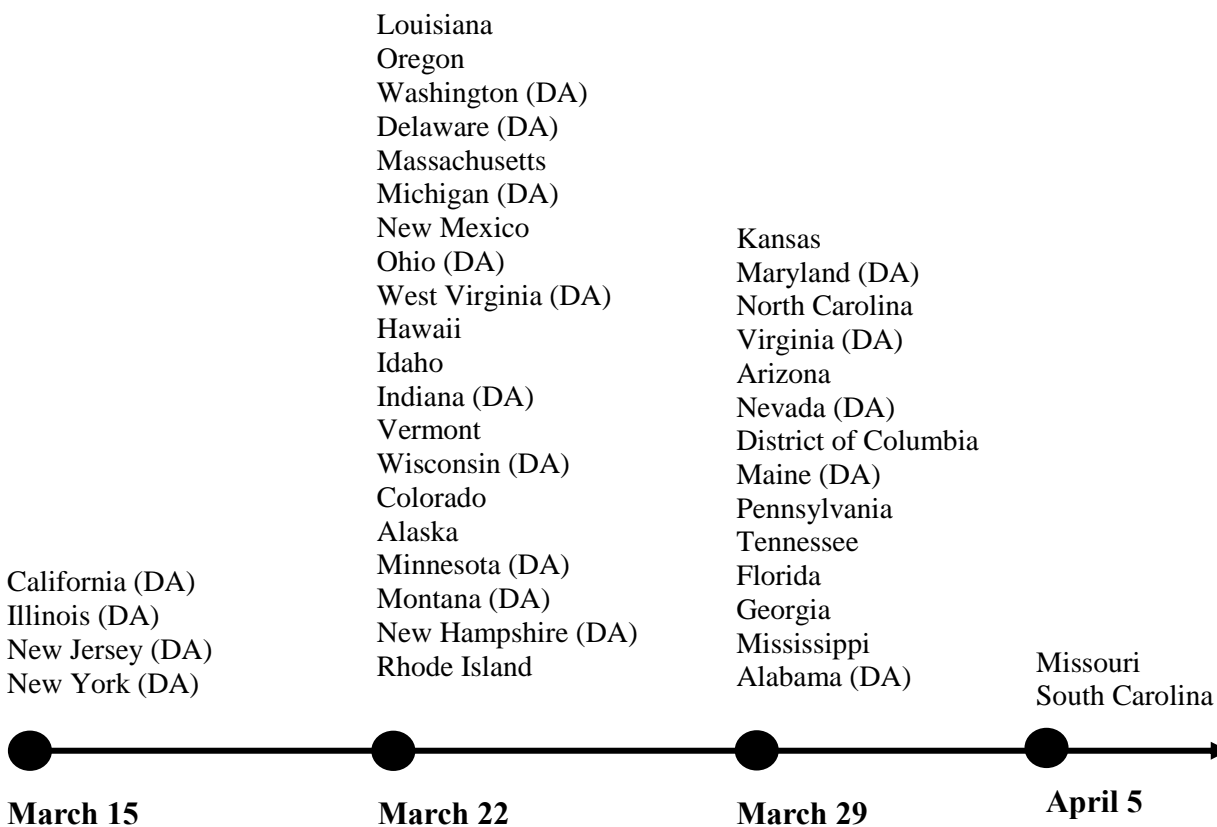 Louisiana
Oregon
Washington (DA)
Delaware (DA)
Massachusetts
Michigan (DA)
New Mexico
Ohio (DA)
West Virginia (DA)
Hawaii
Idaho
Indiana (DA)
Vermont
Wisconsin (DA)
Colorado
Alaska
Minnesota (DA)
Montana (DA)
New Hampshire (DA)
Rhode Island
Kansas
Maryland (DA)
North Carolina
Virginia (DA)
Arizona
Nevada (DA)
District of Columbia
Maine (DA)
Pennsylvania
Tennessee
Florida
Georgia
Mississippi
Alabama (DA)
California (DA)
Illinois (DA)
New Jersey (DA)
New York (DA)
Missouri
South Carolina
March 15
March 22
March 29
April 5